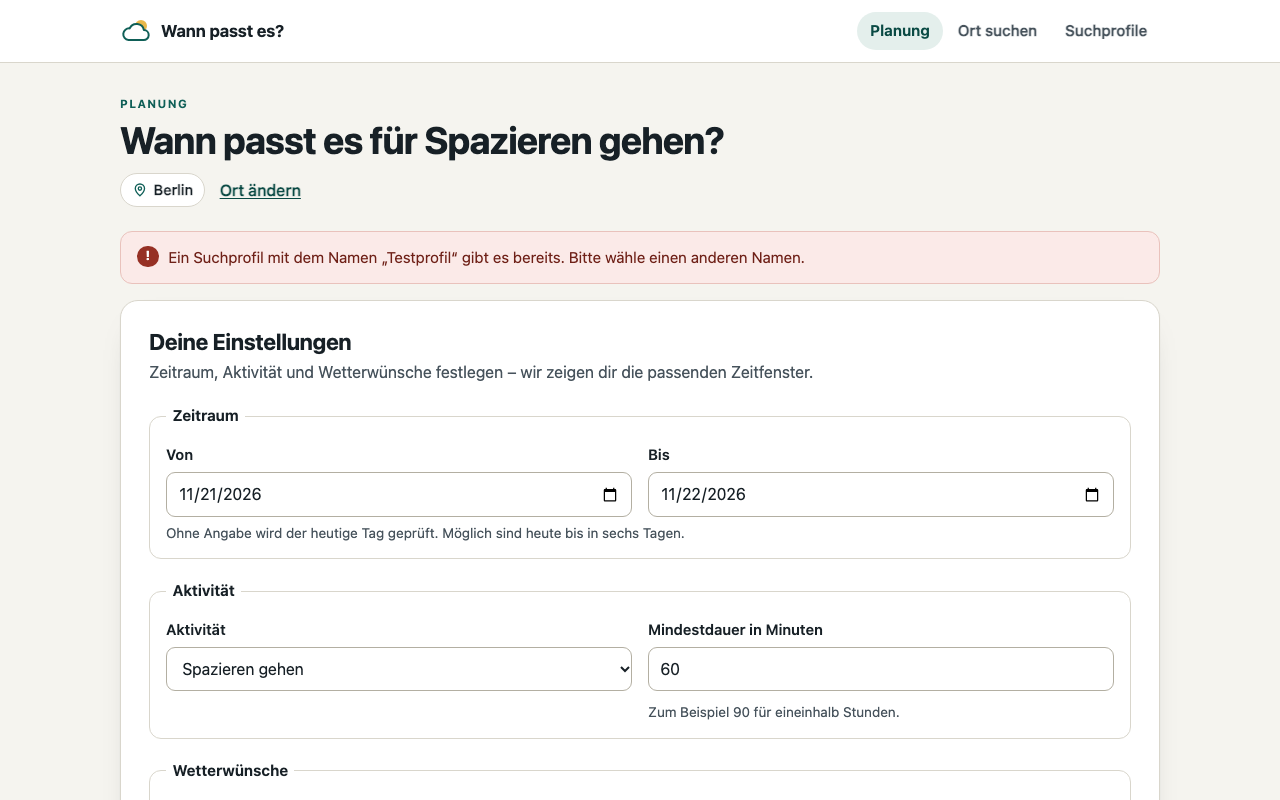 Wann passt es?
Planung
Ort suchen
Suchprofile
PLANUNG
Wann passt es für Spazieren gehen?
Berlin
Ort ändern
! Ein Suchprofil mit dem Namen „Testprofil“ gibt es bereits. Bitte wähle einen anderen Namen.
Deine Einstellungen
Zeitraum, Aktivität und Wetterwünsche festlegen – wir zeigen dir die passenden Zeitfenster.
Zeitraum
Von
Bis
11/21/2026
11/22/2026
Ohne Angabe wird der heutige Tag geprüft. Möglich sind heute bis in sechs Tagen.
Aktivität
Aktivität
Mindestdauer in Minuten
Spazieren gehen
60
Zum Beispiel 90 für eineinhalb Stunden.
Wetterwünsche